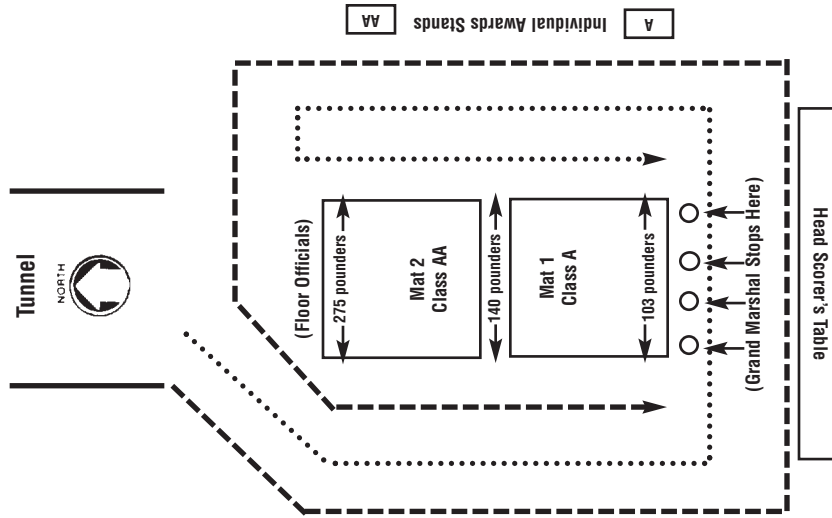 AA
Individual Awards Stands
A
Tunnel
NORTH
(Floor Officials)
275 pounders
Mat 2
Class AA
140 pounders
Mat 1
Class A
103 pounders
(Grand Marshal Stops Here)
Head Scorer's Table